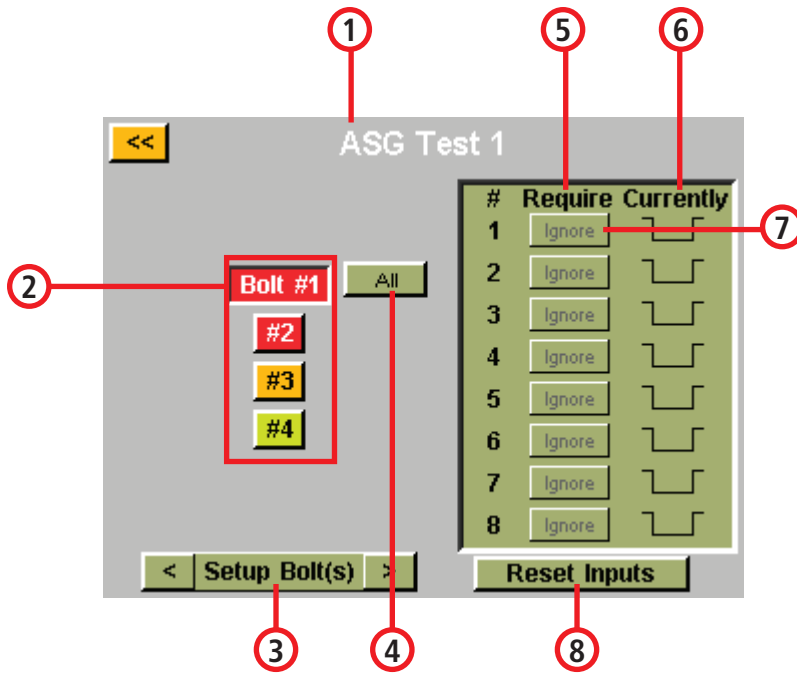 1 5 6
<< ASG Test 1
# Require Currently
1 Ignore
7
2 Ignore
2
Bolt #1 All
3 Ignore
#2
4 Ignore
#3
5 Ignore
#4
6 Ignore
7 Ignore
8 Ignore
< Setup Bolt(s) > Reset Inputs
3 4 8